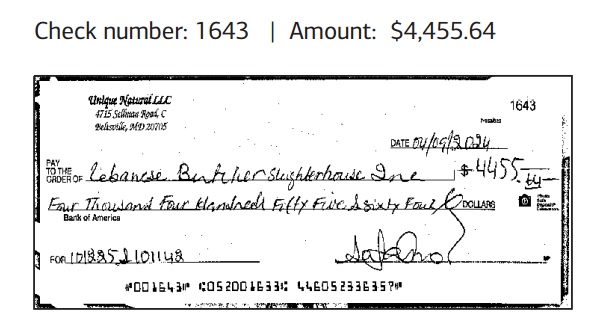 Check number: 1643 | Amount: $4,455.64
Unique Natural LLC
4715 Sellman Road, C
Beltsville, MD 20705
1643
DATE 04/09/2024
PAY
TO THE
ORDER OF Lebanese Butcher Slughterhouse Inc $4455. 64
Four Thousand Four Hundred Fifty Five & sixty Four DOLLARS
Bank of America
FOR 101225 101142
⑈001643⑈ ⑆052001633⑆ 446052336357⑈